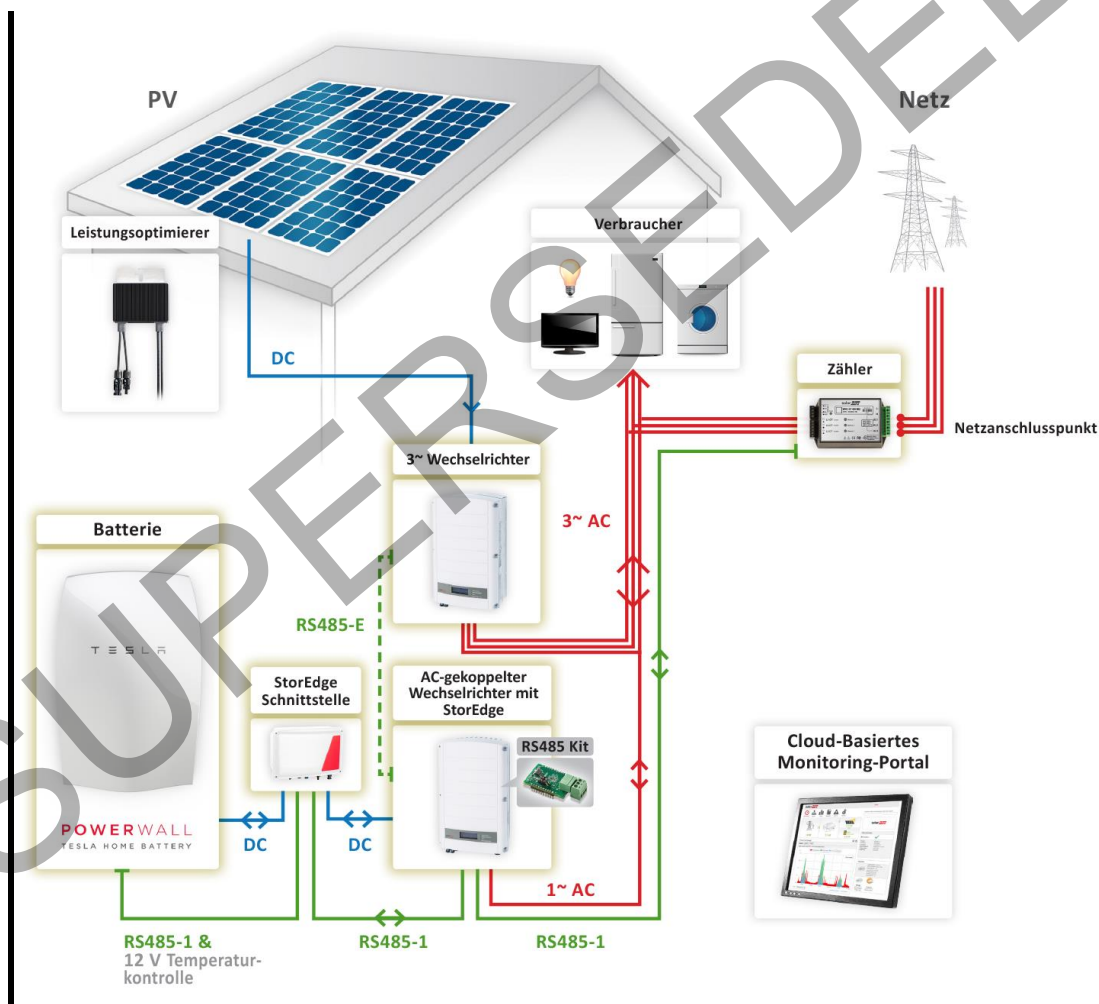 PV
Netz
Leistungsoptimierer
Verbraucher
DC
Zähler
Netzanschlusspunkt
3~ Wechselrichter
3~ AC
Batterie
TESLA
RS485-E
StorEdge
Schnittstelle
AC-gekoppelter
Wechselrichter mit
StorEdge
RS485 Kit
Cloud-Basiertes
Monitoring-Portal
POWERWALL
TESLA HOME BATTERY
DC
DC
1~ AC
RS485-1 &
12 V Temperatur-
kontrolle
RS485-1
RS485-1
SUPERSEDED